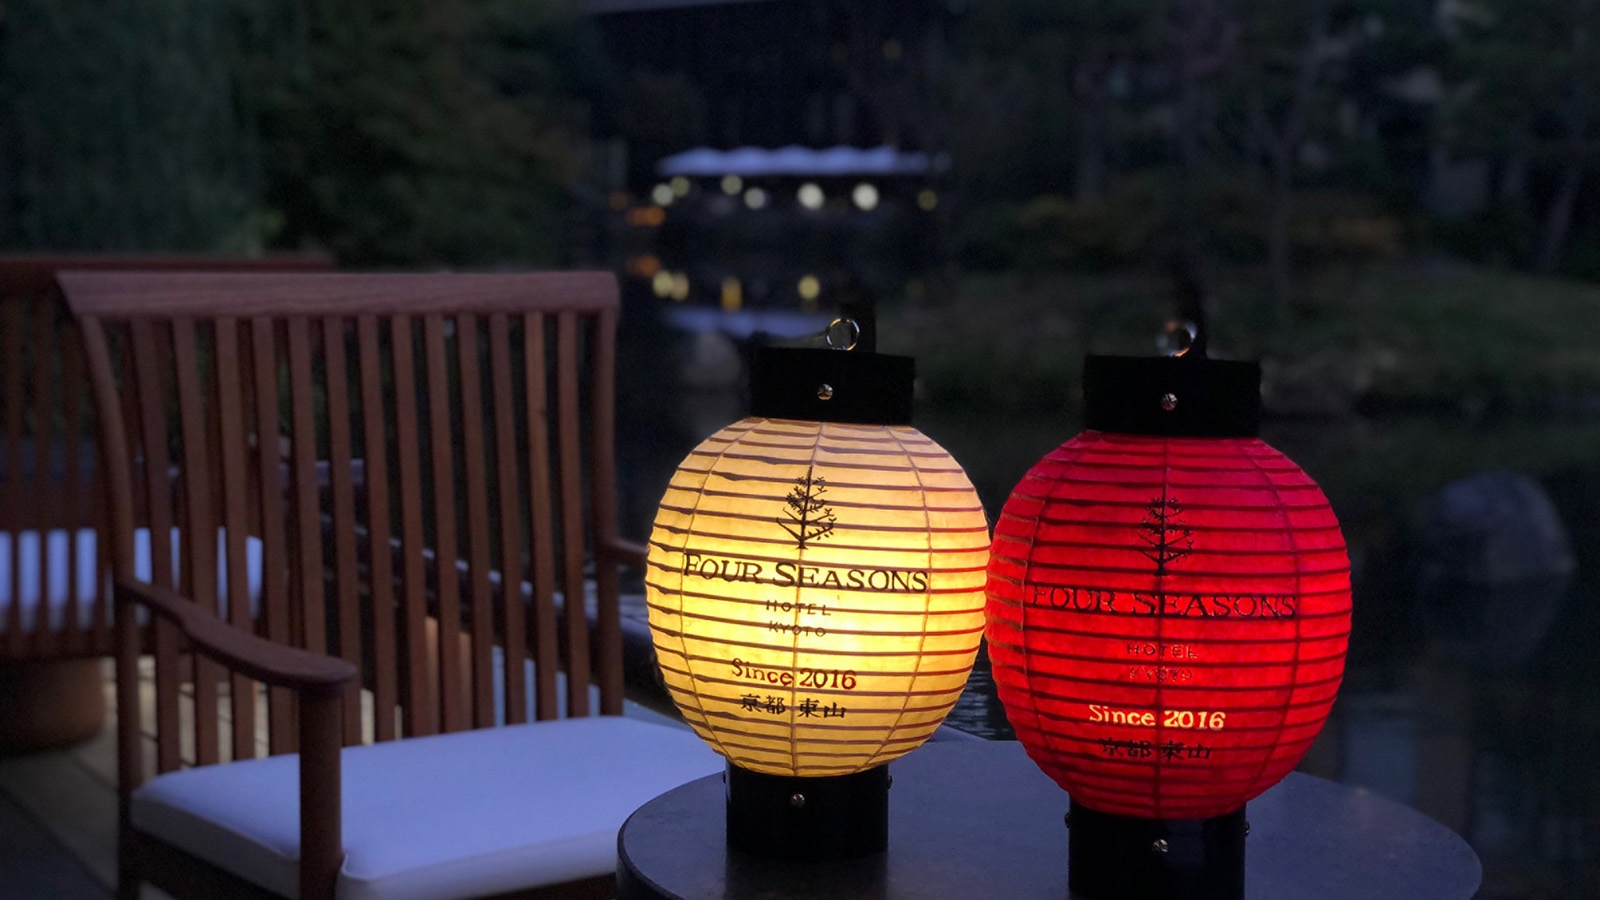 FOUR SEASONS
HOTEL
KYOTO
Since 2016
京都 東山
FOUR SEASONS
HOTEL
KYOTO
Since 2016
京都 東山